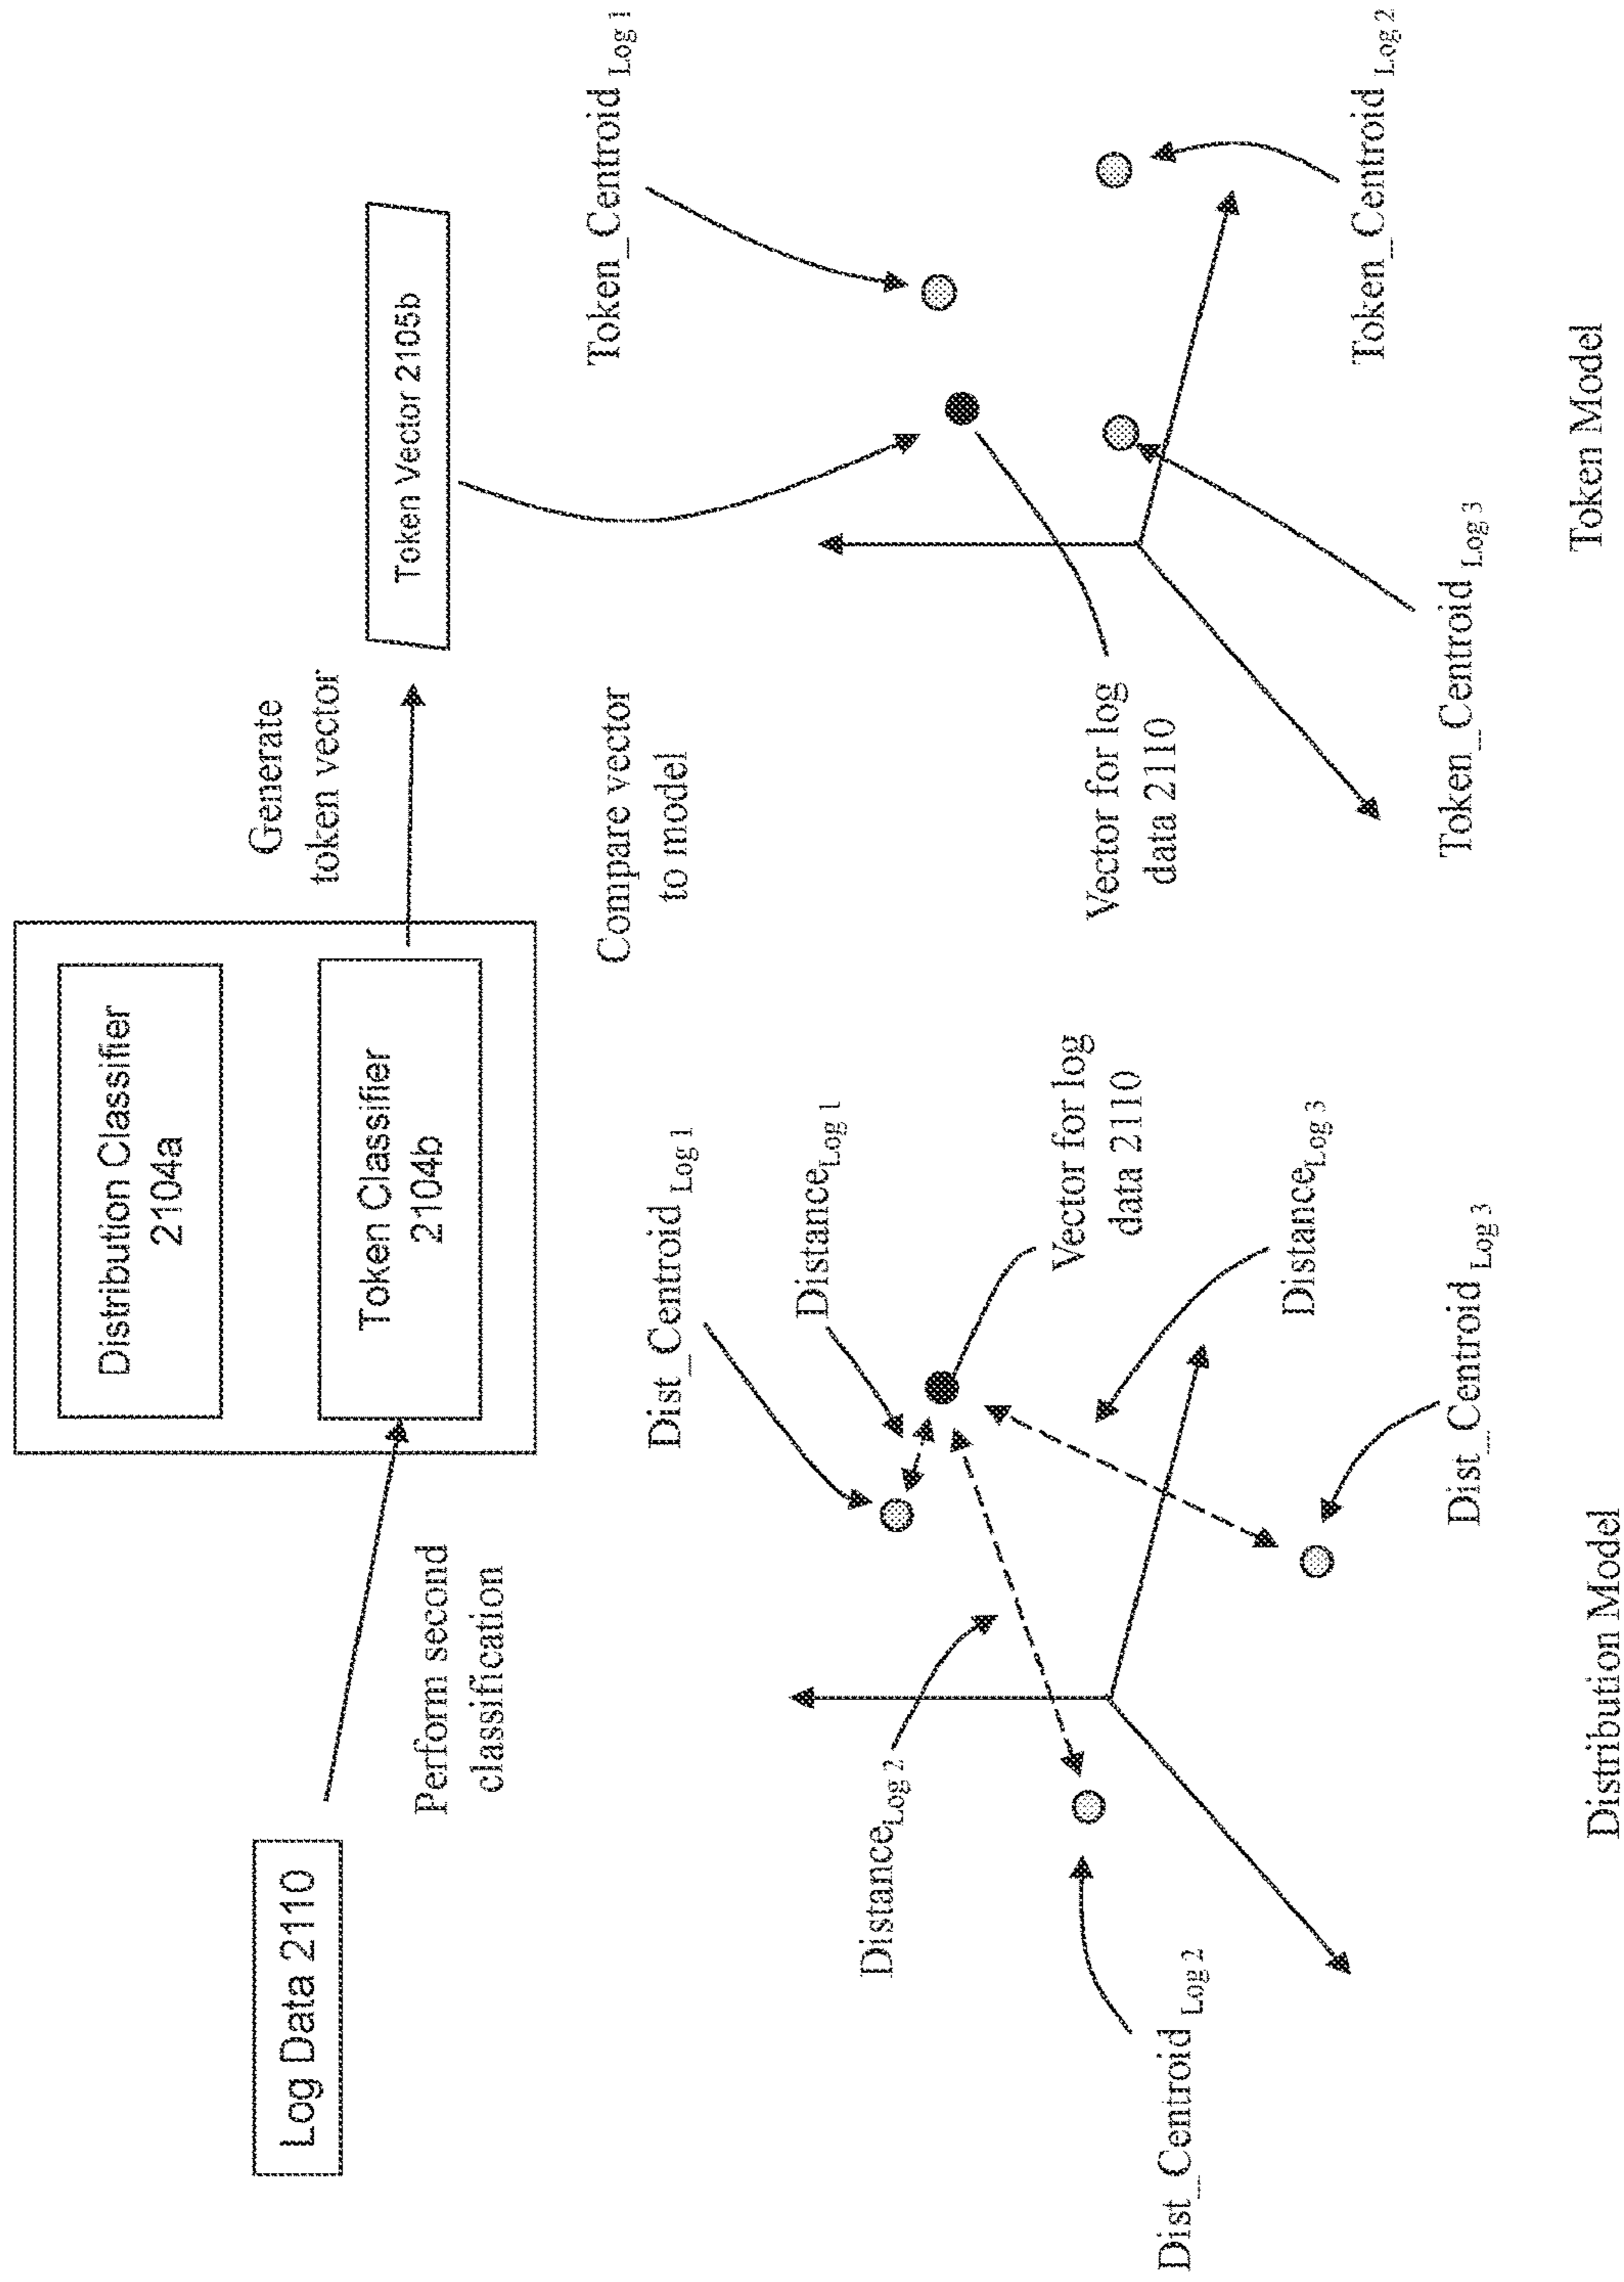 Log Data 2110
Perform second
classification
Distribution Classifier
2104a
Token Classifier
2104b
Generate
token vector
Token Vector 2105b
Compare vector
to model
Dist_Centroid Log 1
Distance Log 1
Vector for log
data 2110
Distance Log 2
Distance Log 3
Dist_Centroid Log 2
Dist_Centroid Log 3
Distribution Model
Token_Centroid Log 1
Vector for log
data 2110
Token_Centroid Log 2
Token_Centroid Log 3
Token Model